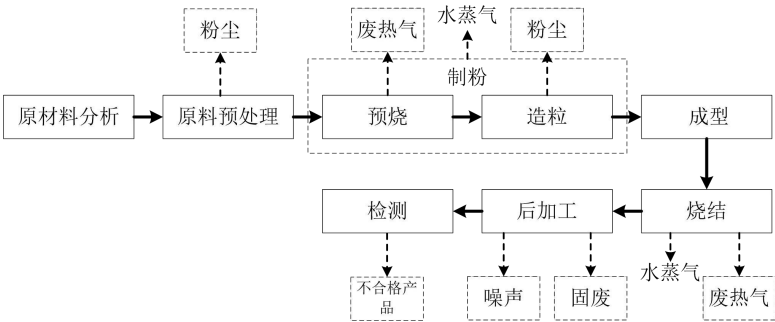 粉尘
废热气
水蒸气
粉尘
制粉
原材料分析
原料预处理
预烧
造粒
成型
检测
后加工
烧结
水蒸气
不合格产
品
噪声
固废
废热气